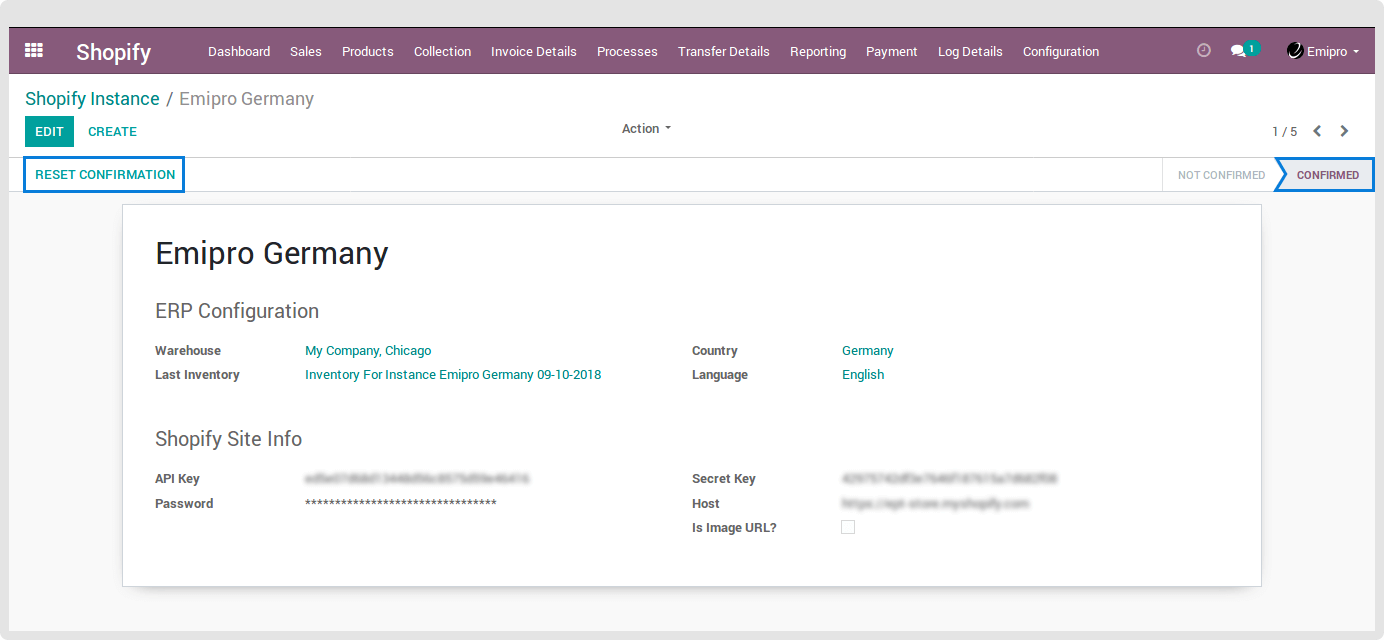 Shopify Dashboard Sales Products Collection Invoice Details Processes Transfer Details Reporting Payment Log Details Configuration 1 Emipro
Shopify Instance / Emipro Germany
EDIT CREATE Action 1 / 5
RESET CONFIRMATION NOT CONFIRMED CONFIRMED
Emipro Germany
ERP Configuration
Warehouse My Company, Chicago Country Germany
Last Inventory Inventory For Instance Emipro Germany 09-10-2018 Language English
Shopify Site Info
API Key Secret Key
Password ******************************** Host
Is Image URL?